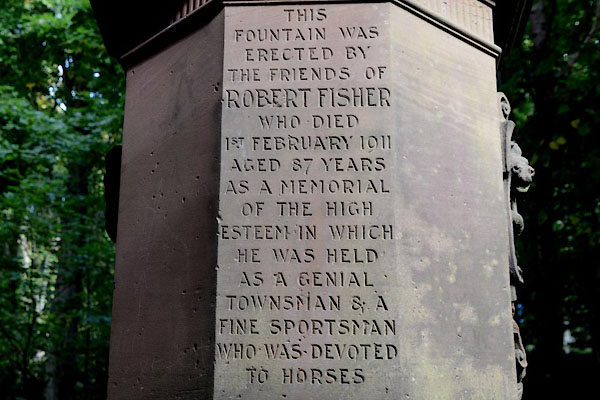 THIS
FOUNTAIN WAS
ERECTED BY
THE FRIENDS OF
ROBERT FISHER
WHO DIED
1ST FEBRUARY 1911
AGED 87 YEARS
AS A MEMORIAL
OF THE HIGH
ESTEEM IN WHICH
HE WAS HELD
AS A GENIAL
TOWNSMAN & A
FINE SPORTSMAN
WHO WAS DEVOTED
TO HORSES